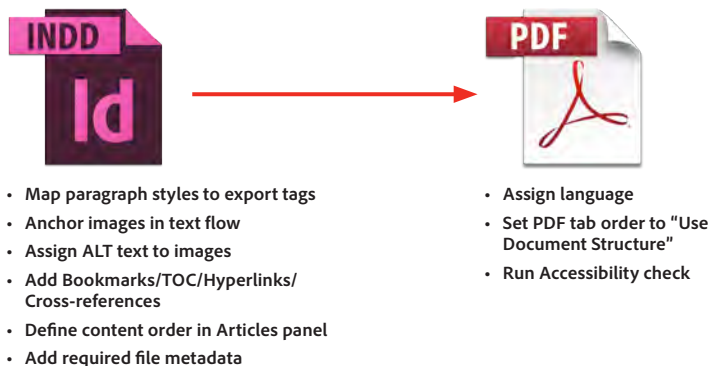 INDD
Id
• Map paragraph styles to export tags
• Anchor images in text flow
• Assign ALT text to images
• Add Bookmarks/TOC/Hyperlinks/
Cross-references
• Define content order in Articles panel
• Add required file metadata
PDF
• Assign language
• Set PDF tab order to “Use
Document Structure”
• Run Accessibility check